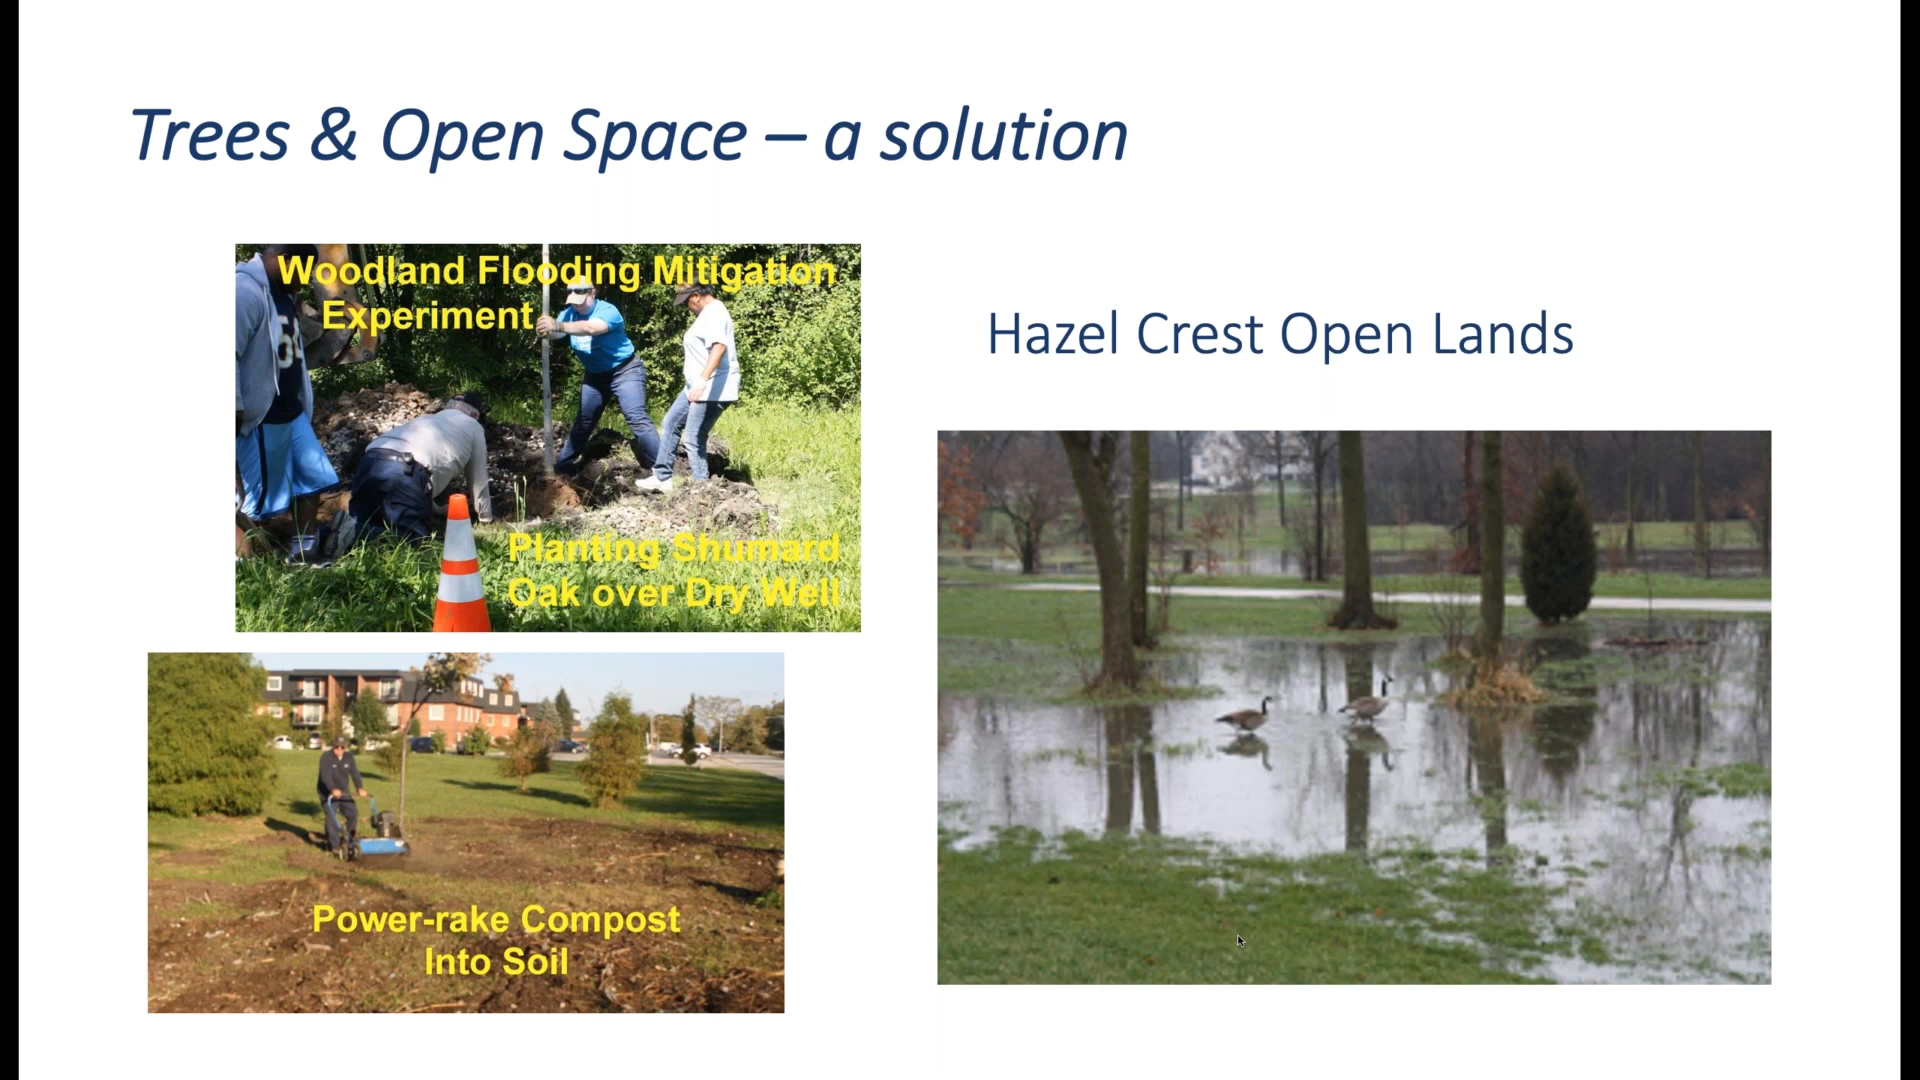 Trees & Open Space – a solution
Woodland Flooding Mitigation
Experiment
Planting Shumard
Oak over Dry Well
Hazel Crest Open Lands
Power-rake Compost
Into Soil